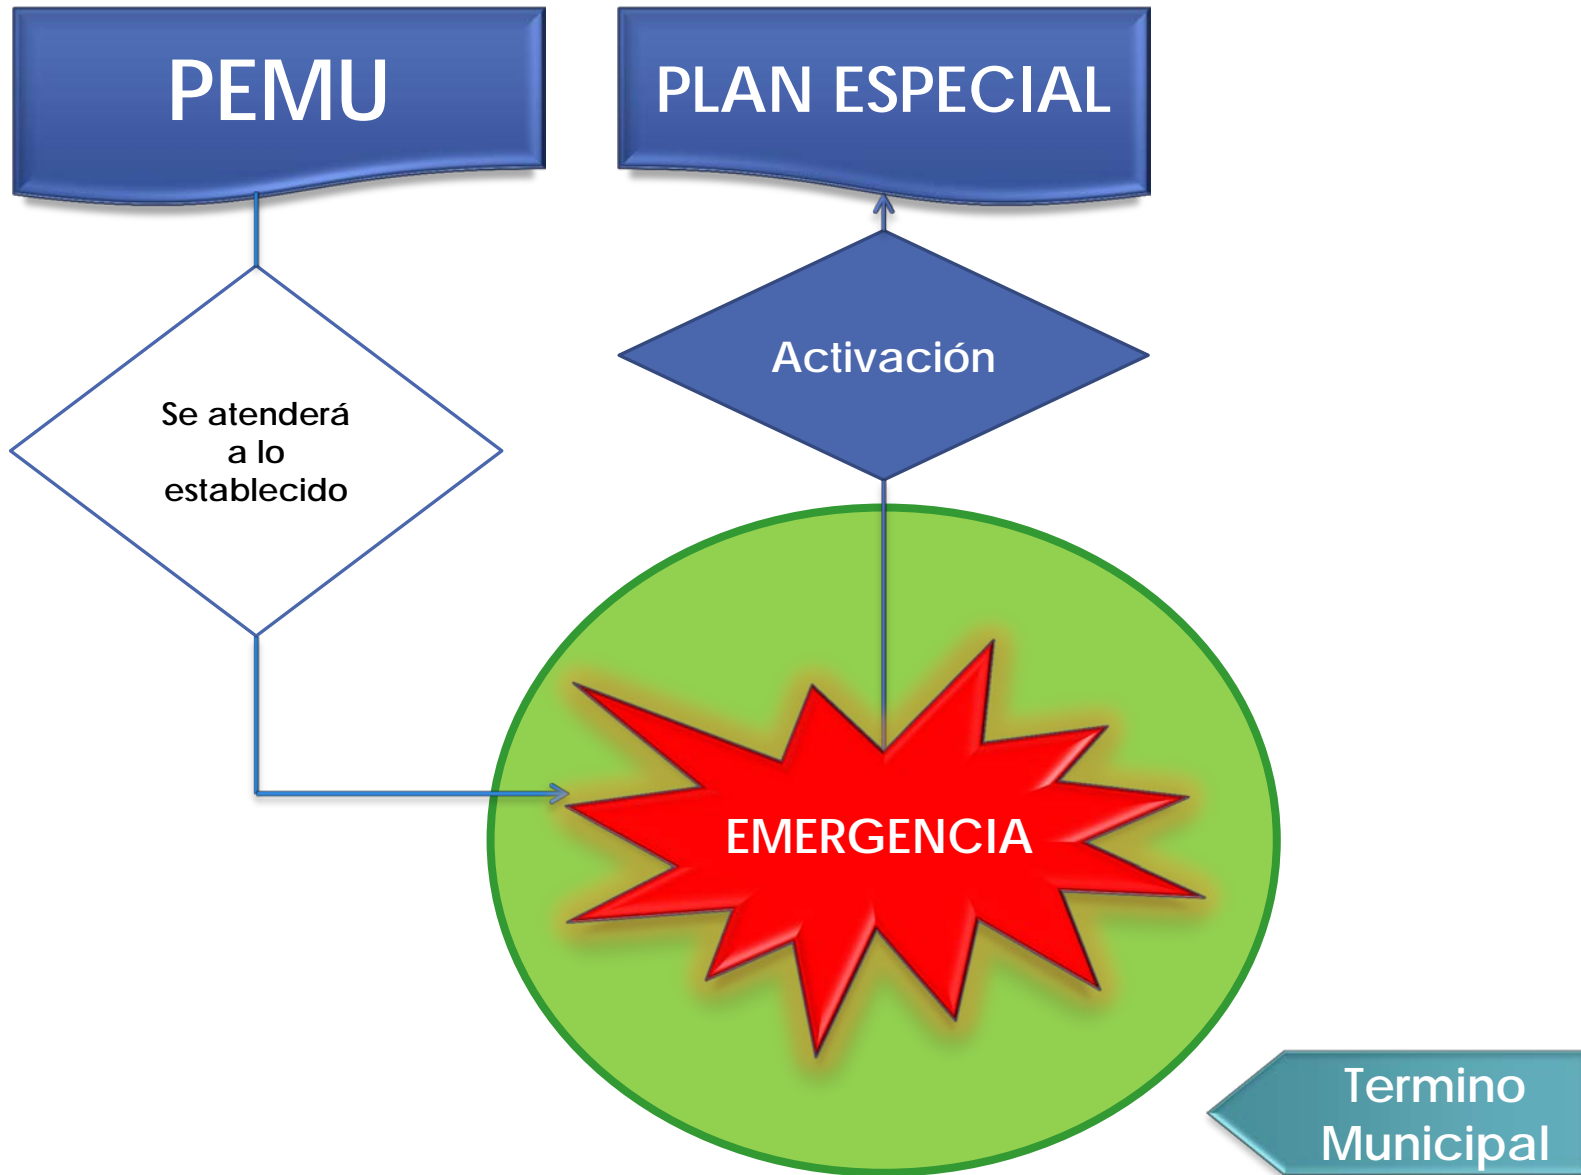 PEMU
PLAN ESPECIAL
Activación
Se atenderá
a lo
establecido
EMERGENCIA
Termino
Municipal